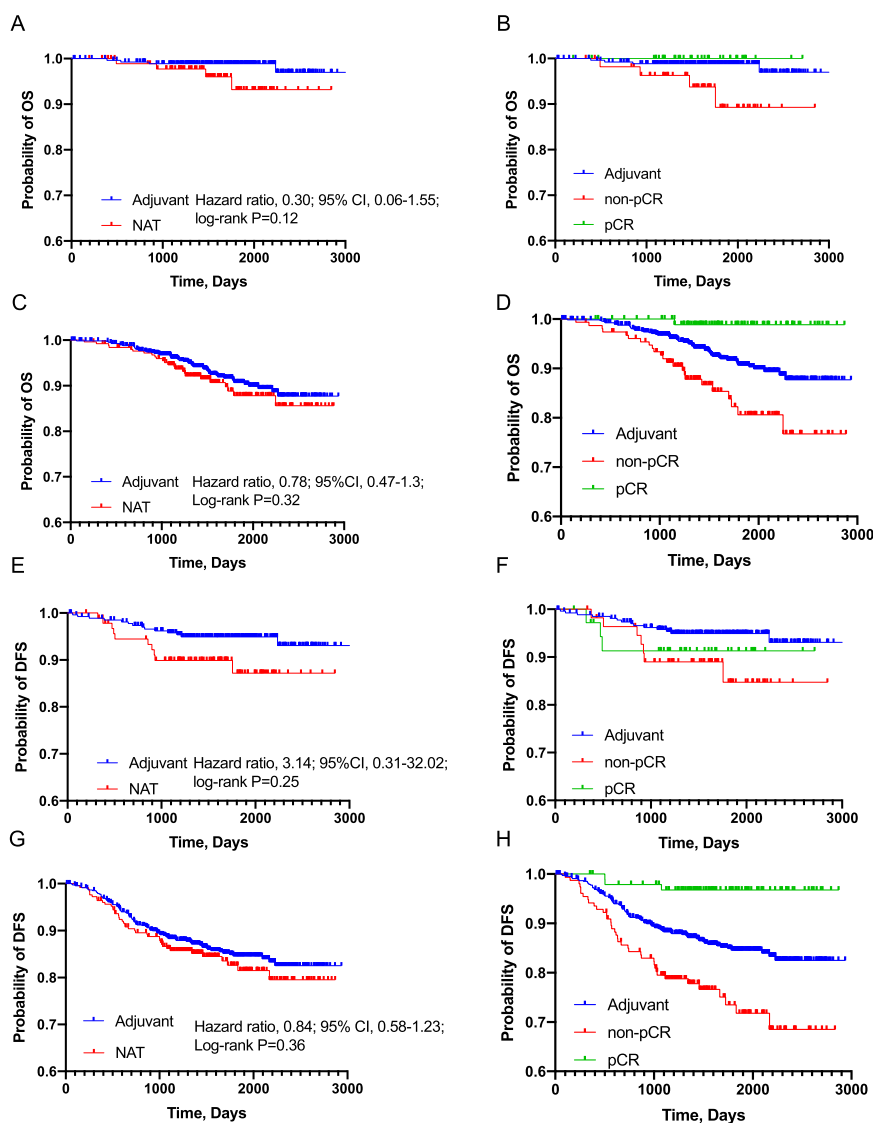 A
1.0
0.9
0.8
0.7
0.6
Probability of OS
0
1000
2000
3000
Time, Days
Adjuvant Hazard ratio, 0.30; 95% CI, 0.06-1.55;
log-rank P=0.12
NAT
B
1.0
0.9
0.8
0.7
0.6
Probability of OS
0
1000
2000
3000
Time, Days
Adjuvant
non-pCR
pCR
C
1.0
0.9
0.8
0.7
0.6
Probability of OS
0
1000
2000
3000
Time, Days
Adjuvant Hazard ratio, 0.78; 95%CI, 0.47-1.3;
Log-rank P=0.32
NAT
D
1.0
0.9
0.8
0.7
0.6
Probability of OS
0
1000
2000
3000
Time, Days
Adjuvant
non-pCR
pCR
E
1.0
0.9
0.8
0.7
0.6
Probability of DFS
0
1000
2000
3000
Time, Days
Adjuvant Hazard ratio, 3.14; 95%CI, 0.31-32.02;
log-rank P=0.25
NAT
F
1.0
0.9
0.8
0.7
0.6
Probability of DFS
0
1000
2000
3000
Time, Days
Adjuvant
non-pCR
pCR
G
1.0
0.9
0.8
0.7
0.6
Probability of DFS
0
1000
2000
3000
Time, Days
Adjuvant Hazard ratio, 0.84; 95% CI, 0.58-1.23;
Log-rank P=0.36
NAT
H
1.0
0.9
0.8
0.7
0.6
Probability of DFS
0
1000
2000
3000
Time, Days
Adjuvant
non-pCR
pCR